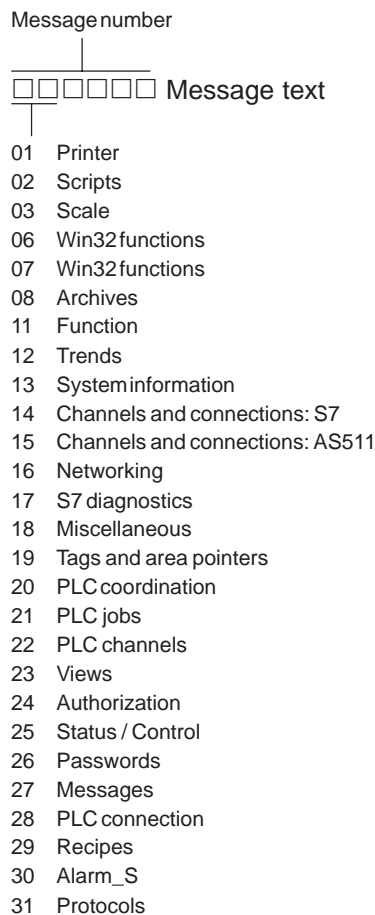 Message number
□□□□□□ Message text
01 Printer
02 Scripts
03 Scale
06 Win32 functions
07 Win32 functions
08 Archives
11 Function
12 Trends
13 System information
14 Channels and connections: S7
15 Channels and connections: AS511
16 Networking
17 S7 diagnostics
18 Miscellaneous
19 Tags and area pointers
20 PLC coordination
21 PLC jobs
22 PLC channels
23 Views
24 Authorization
25 Status / Control
26 Passwords
27 Messages
28 PLC connection
29 Recipes
30 Alarm_S
31 Protocols